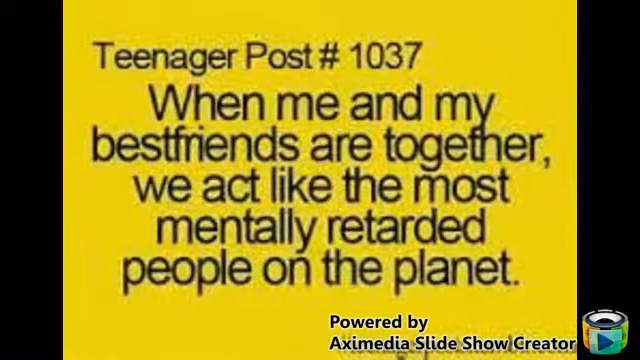 Teenager Post # 1037
When me and my
bestfriends are together,
we act like the most
mentally retarded
people on the planet.
Powered by
Aximedia Slide Show Creator